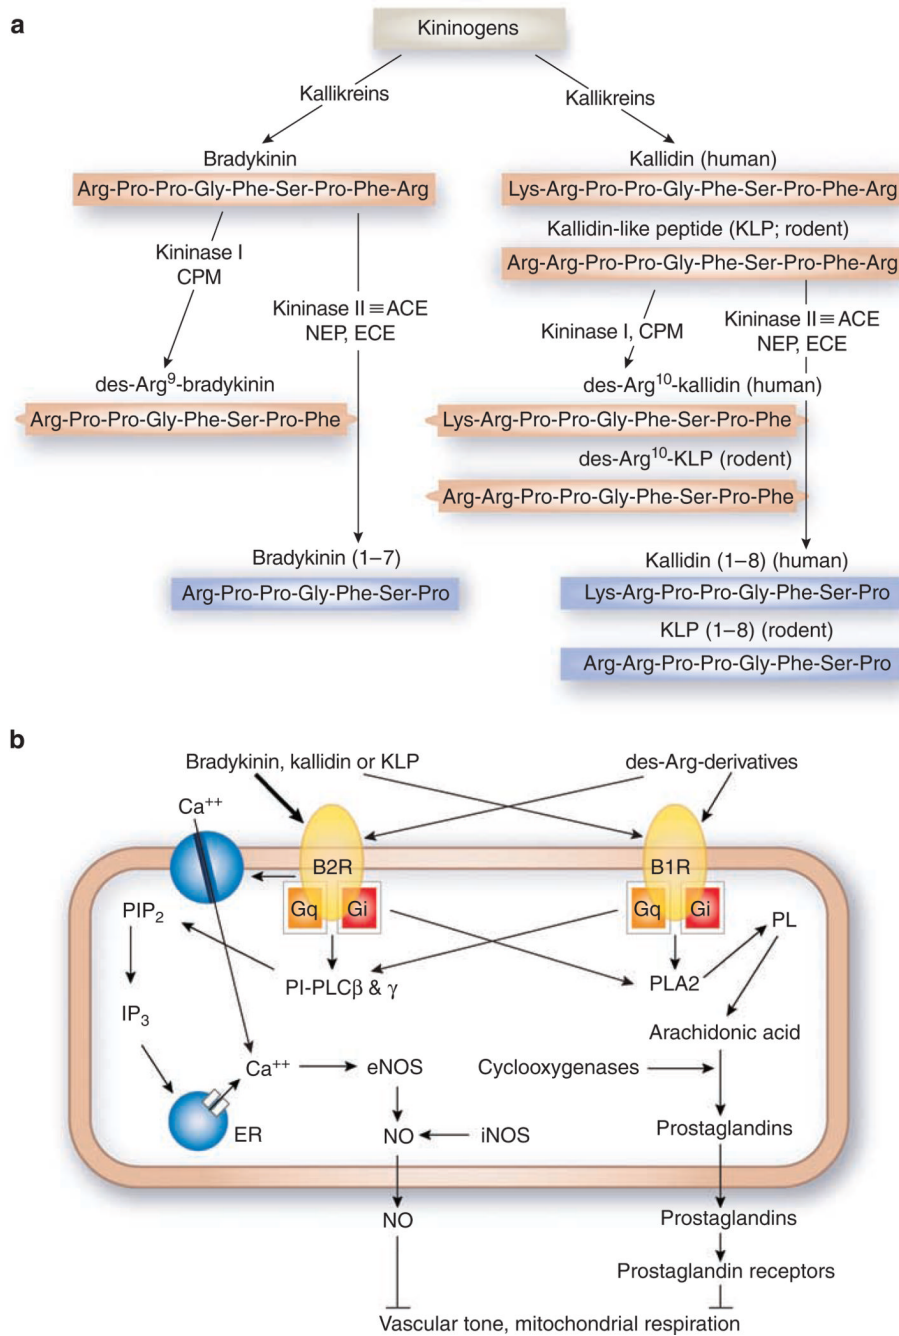 a
Kininogens
Kallikreins
Kallikreins
Bradykinin
Arg-Pro-Pro-Gly-Phe-Ser-Pro-Phe-Arg
Kallidin (human)
Lys-Arg-Pro-Pro-Gly-Phe-Ser-Pro-Phe-Arg
Kallidin-like peptide (KLP; rodent)
Arg-Arg-Pro-Pro-Gly-Phe-Ser-Pro-Phe-Arg
Kininase I
CPM
Kininase II ≡ ACE
NEP, ECE
Kininase I, CPM
Kininase II ≡ ACE
NEP, ECE
des-Arg⁹-bradykinin
Arg-Pro-Pro-Gly-Phe-Ser-Pro-Phe
des-Arg¹⁰-kallidin (human)
Lys-Arg-Pro-Pro-Gly-Phe-Ser-Pro-Phe
des-Arg¹⁰-KLP (rodent)
Arg-Arg-Pro-Pro-Gly-Phe-Ser-Pro-Phe
Bradykinin (1–7)
Arg-Pro-Pro-Gly-Phe-Ser-Pro
Kallidin (1–8) (human)
Lys-Arg-Pro-Pro-Gly-Phe-Ser-Pro
KLP (1–8) (rodent)
Arg-Arg-Pro-Pro-Gly-Phe-Ser-Pro
b
Bradykinin, kallidin or KLP
des-Arg-derivatives
Ca⁺⁺
B2R
B1R
Gq
Gi
Gq
Gi
PIP₂
PL
PI-PLCβ & γ
PLA2
IP₃
Arachidonic acid
Ca⁺⁺
eNOS
Cyclooxygenases
ER
NO
iNOS
Prostaglandins
NO
Prostaglandins
Prostaglandin receptors
Vascular tone, mitochondrial respiration